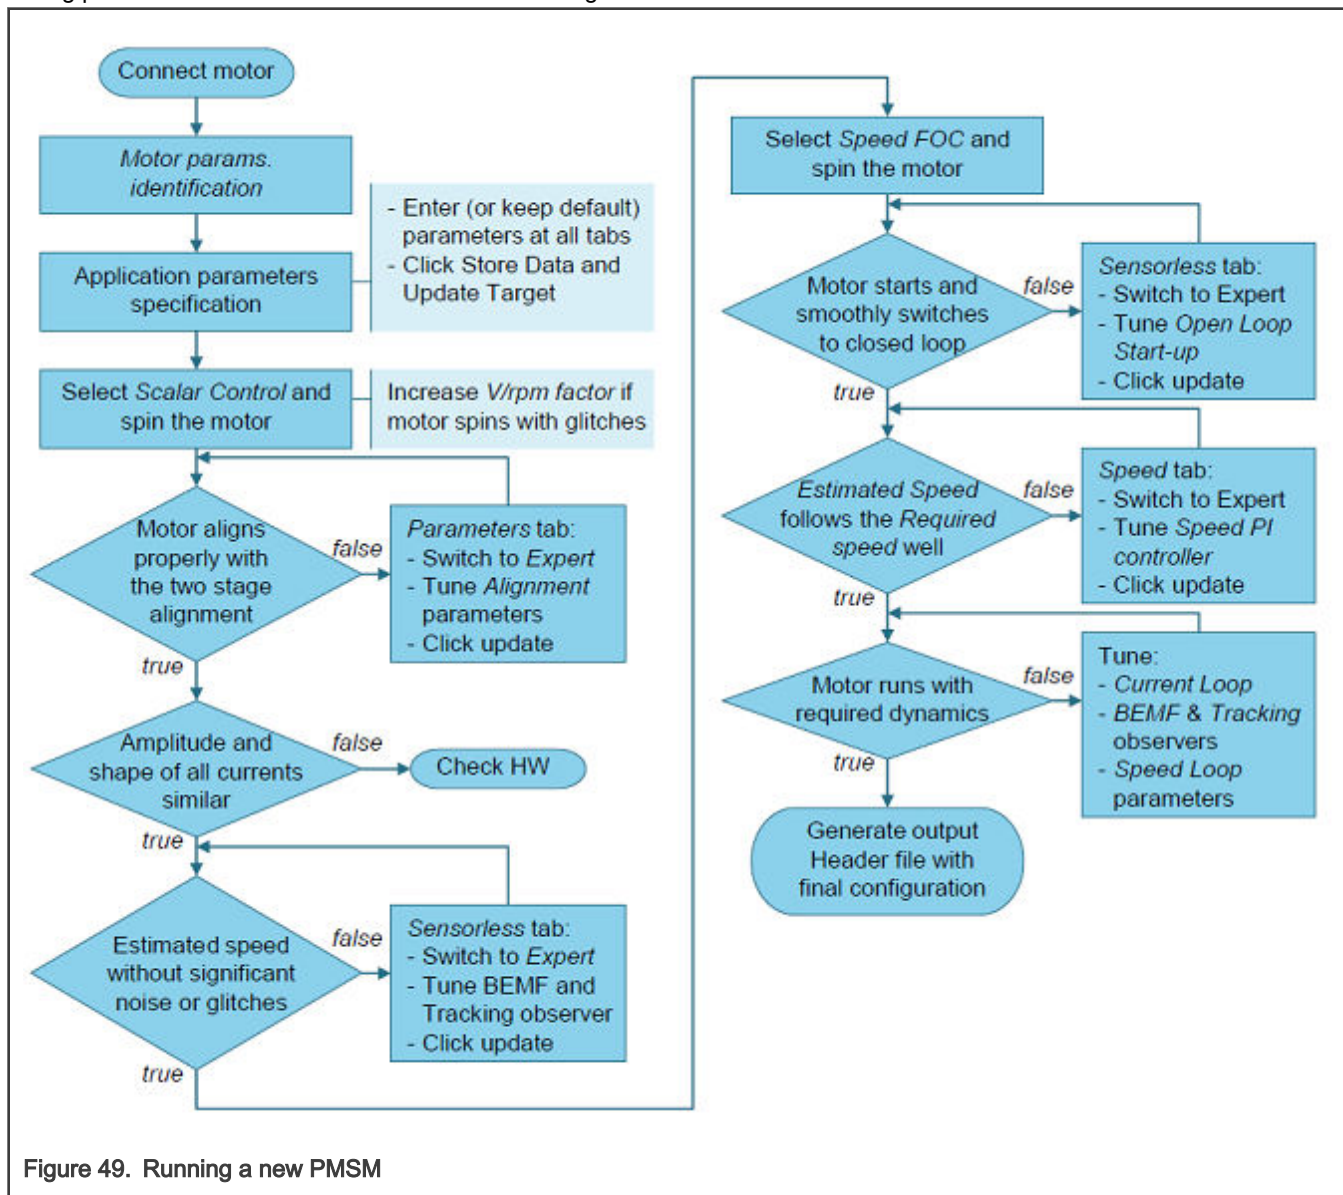 Connect motor
Motor params.
identification
- Enter (or keep default)
parameters at all tabs
- Click Store Data and
Update Target
Application parameters
specification
Select Scalar Control and
spin the motor
Increase V/rpm factor if
motor spins with glitches
Motor aligns
properly with
the two stage
alignment
false
Parameters tab:
- Switch to Expert
- Tune Alignment
parameters
- Click update
true
Amplitude and
shape of all currents
similar
false
Check HW
true
Estimated speed
without significant
noise or glitches
false
Sensorless tab:
- Switch to Expert
- Tune BEMF and
Tracking observer
- Click update
true
Select Speed FOC and
spin the motor
Motor starts and
smoothly switches
to closed loop
false
Sensorless tab:
- Switch to Expert
- Tune Open Loop
Start-up
- Click update
true
Estimated Speed
follows the Required
speed well
false
Speed tab:
- Switch to Expert
- Tune Speed PI
controller
- Click update
true
Motor runs with
required dynamics
false
Tune:
- Current Loop
- BEMF & Tracking
observers
- Speed Loop
parameters
true
Generate output
Header file with
final configuration
Figure 49. Running a new PMSM